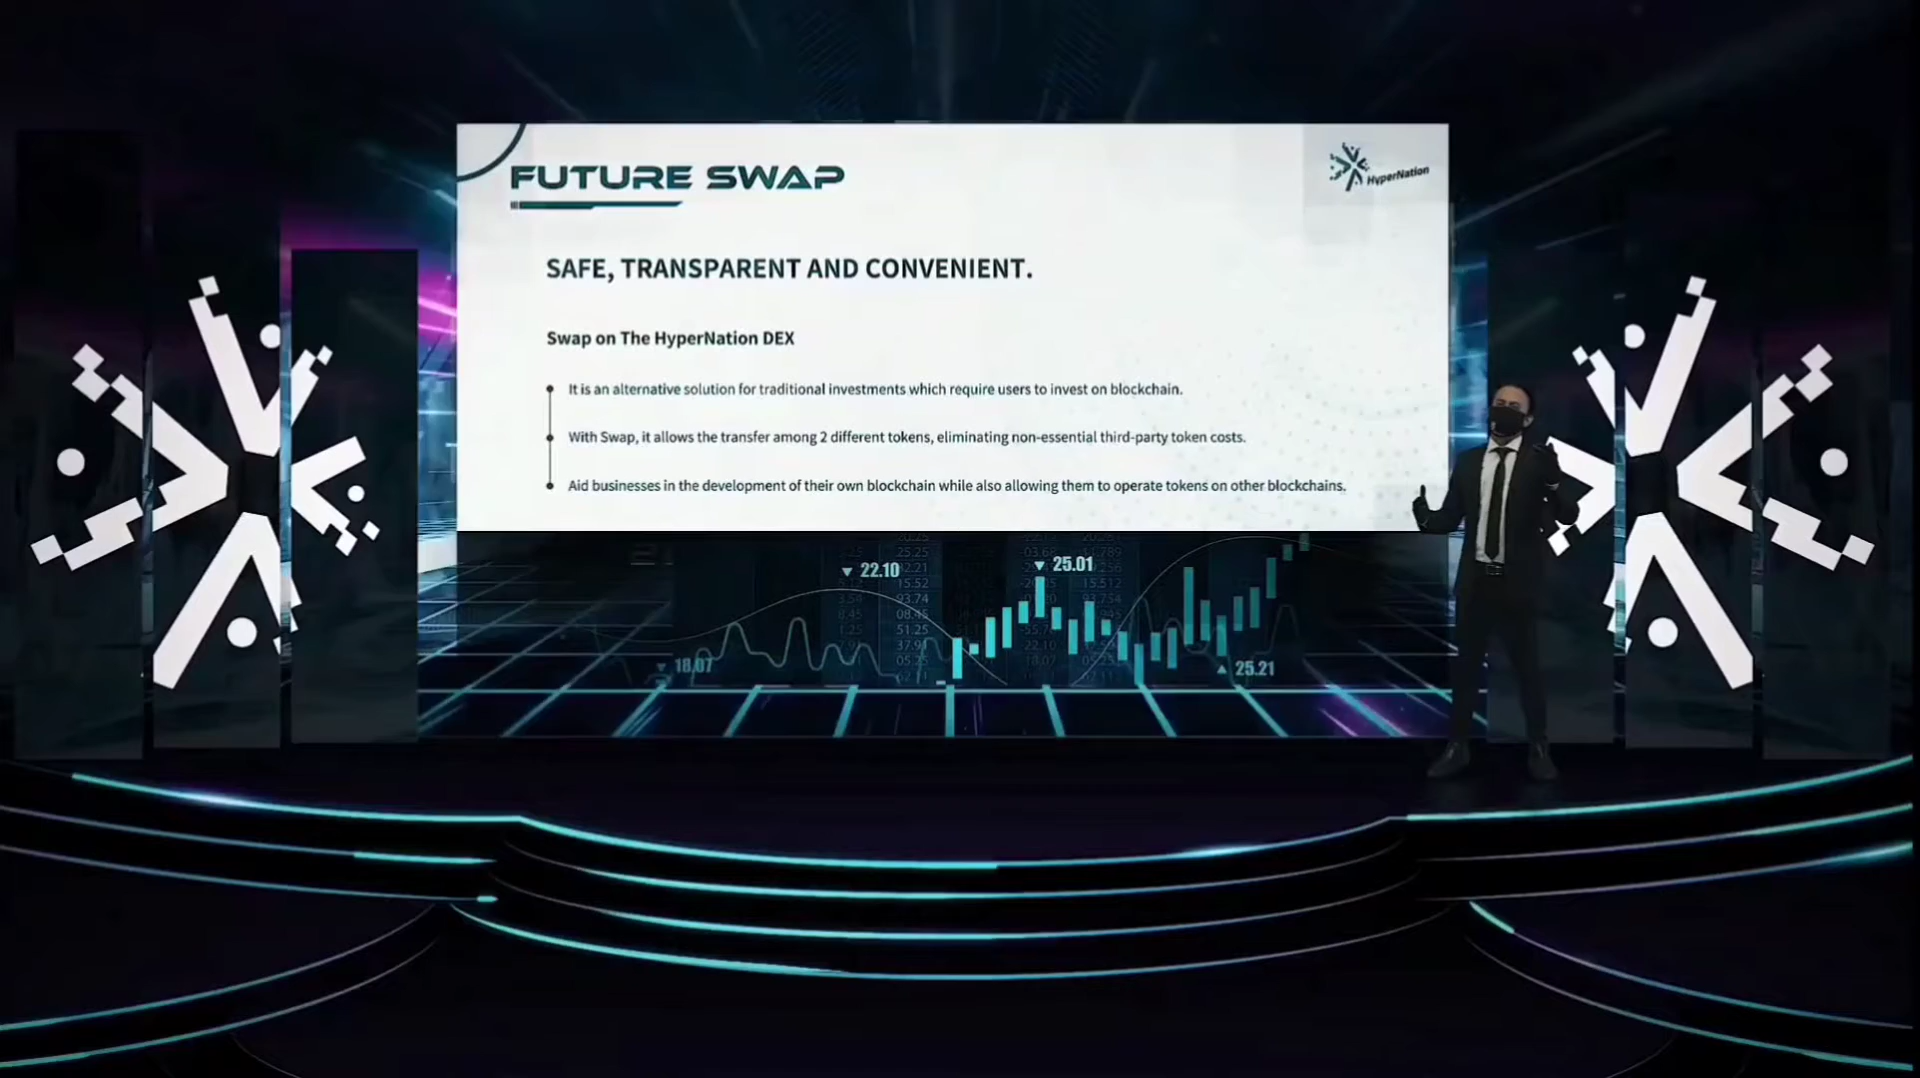 FUTURE SWAP
HyperNation
SAFE, TRANSPARENT AND CONVENIENT.
Swap on The HyperNation DEX
It is an alternative solution for traditional investments which require users to invest on blockchain.
With Swap, it allows the transfer among 2 different tokens, eliminating non-essential third-party token costs.
Aid businesses in the development of their own blockchain while also allowing them to operate tokens on other blockchains.
▼ 22.10
▼ 25.01
▼ 18.07
▲ 25.21